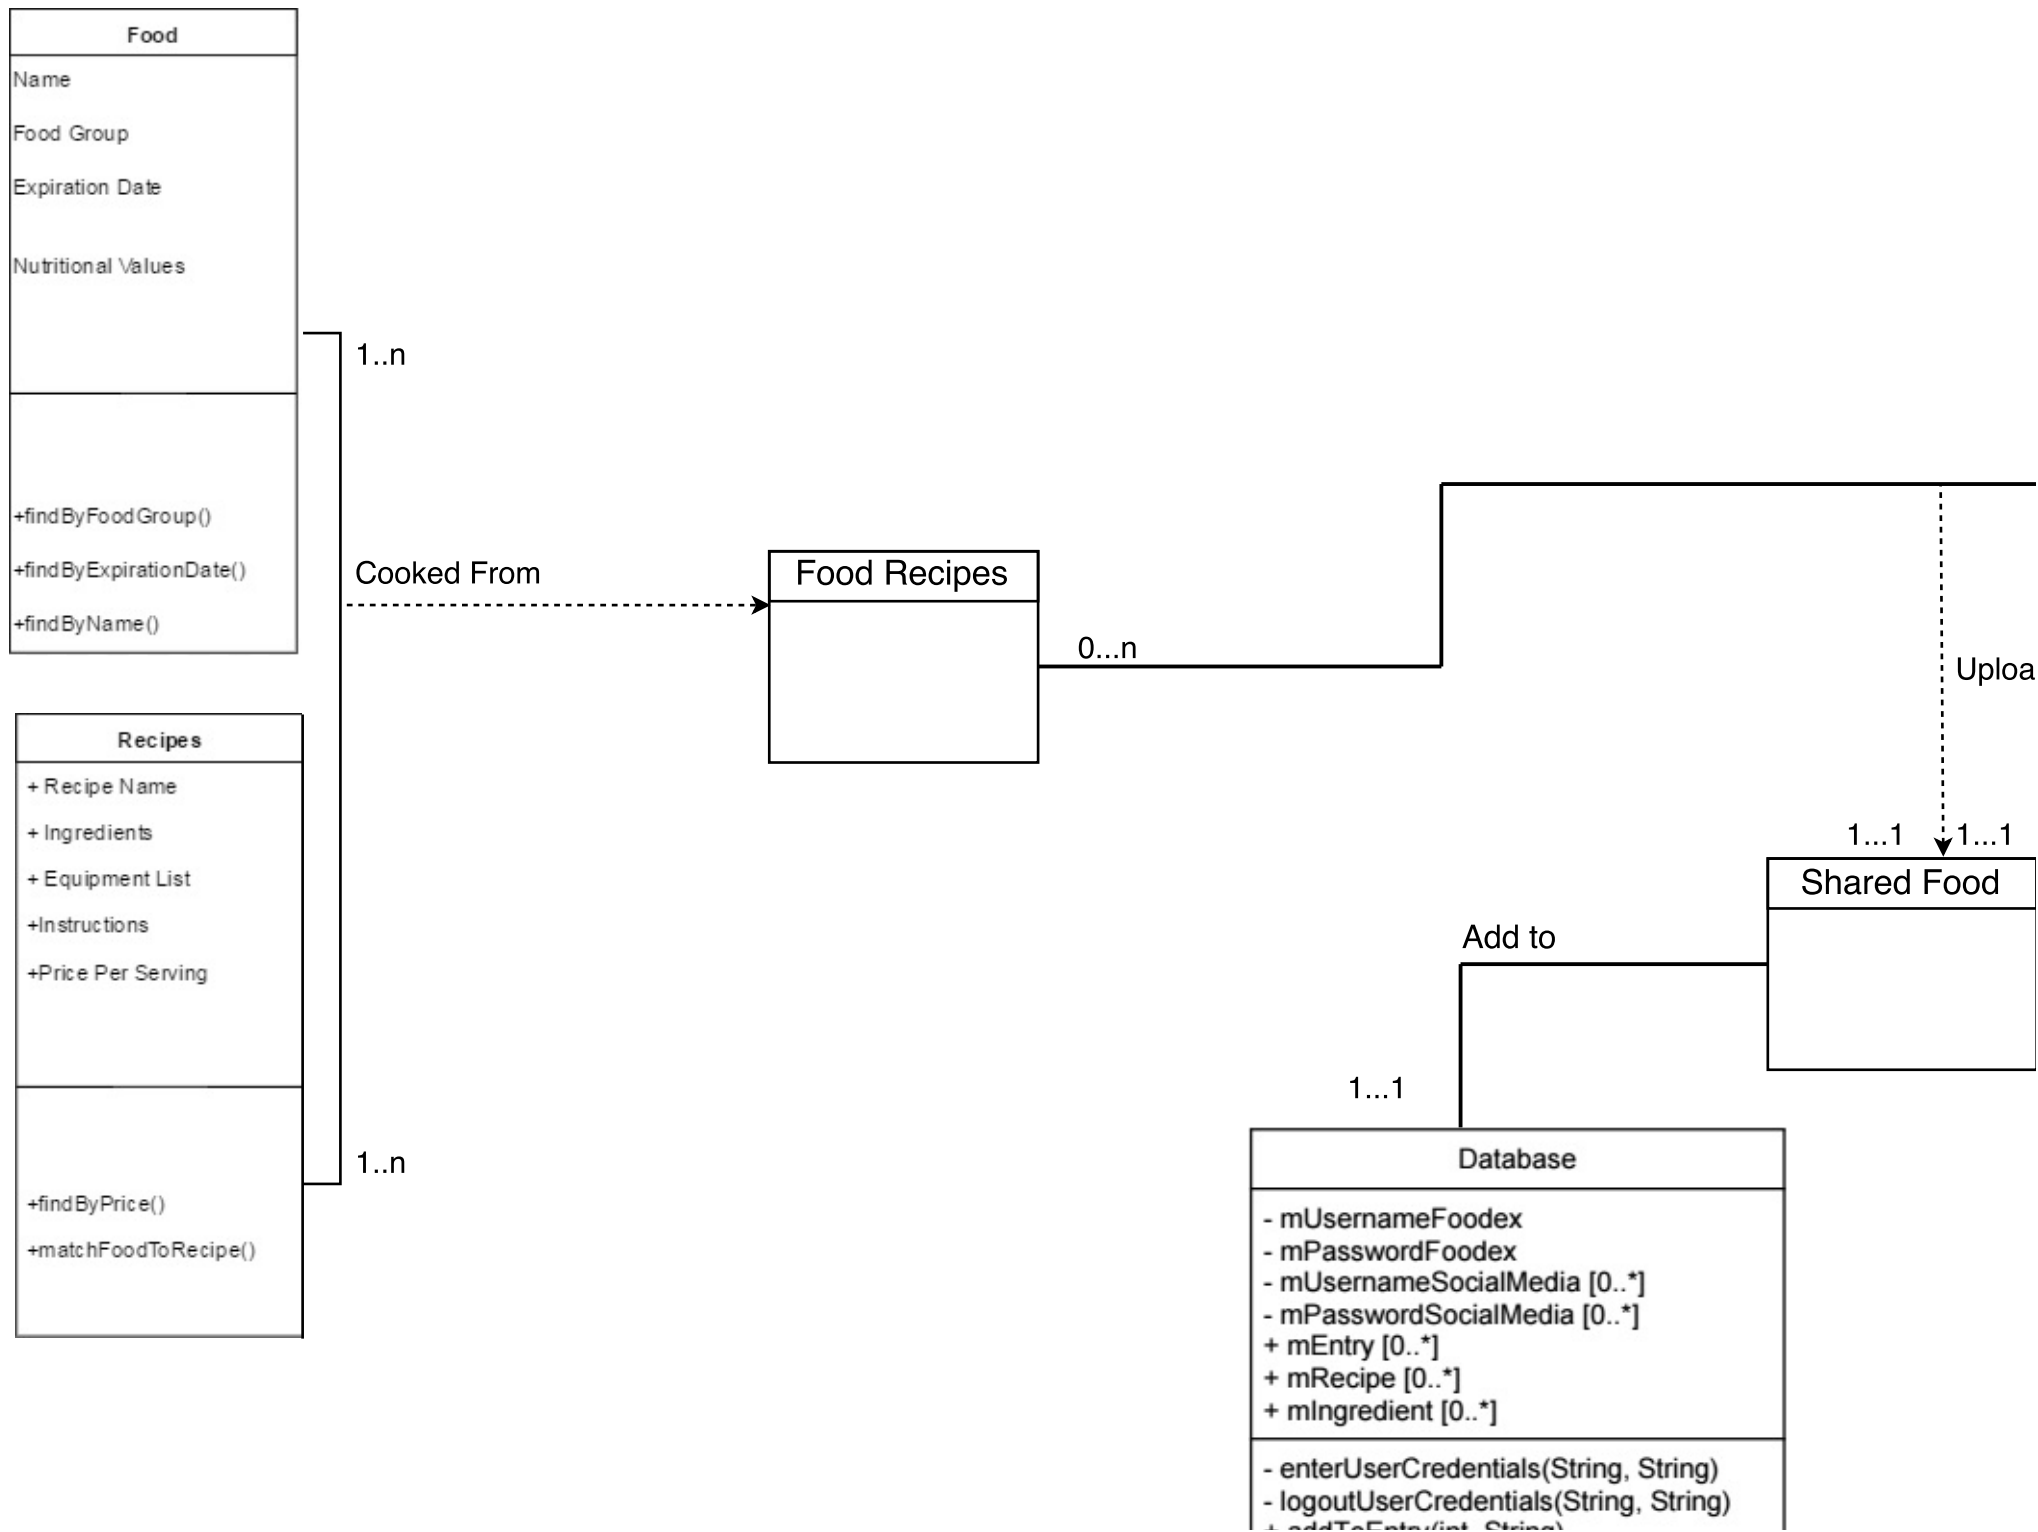 Food
Name
Food Group
Expiration Date
Nutritional Values
+findByFoodGroup()
+findByExpirationDate()
+findByName()
1..n
Cooked From
Recipes
+ Recipe Name
+ Ingredients
+ Equipment List
+Instructions
+Price Per Serving
+findByPrice()
+matchFoodToRecipe()
1..n
Food Recipes
0...n
Uploa
1...1
1...1
Shared Food
Add to
1...1
Database
- mUsernameFoodex
- mPasswordFoodex
- mUsernameSocialMedia [0..*]
- mPasswordSocialMedia [0..*]
+ mEntry [0..*]
+ mRecipe [0..*]
+ mIngredient [0..*]
- enterUserCredentials(String, String)
- logoutUserCredentials(String, String)
+ addToEntry(int, String)